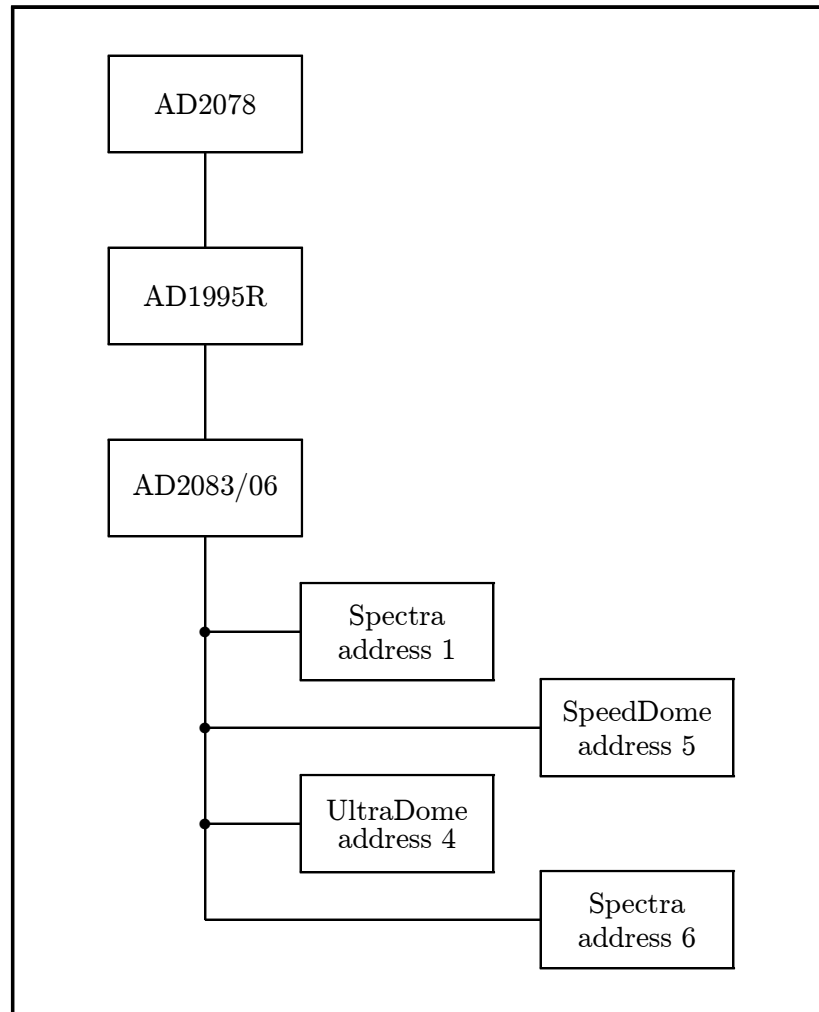 AD2078
AD1995R
AD2083/06
Spectra
address 1
SpeedDome
address 5
UltraDome
address 4
Spectra
address 6